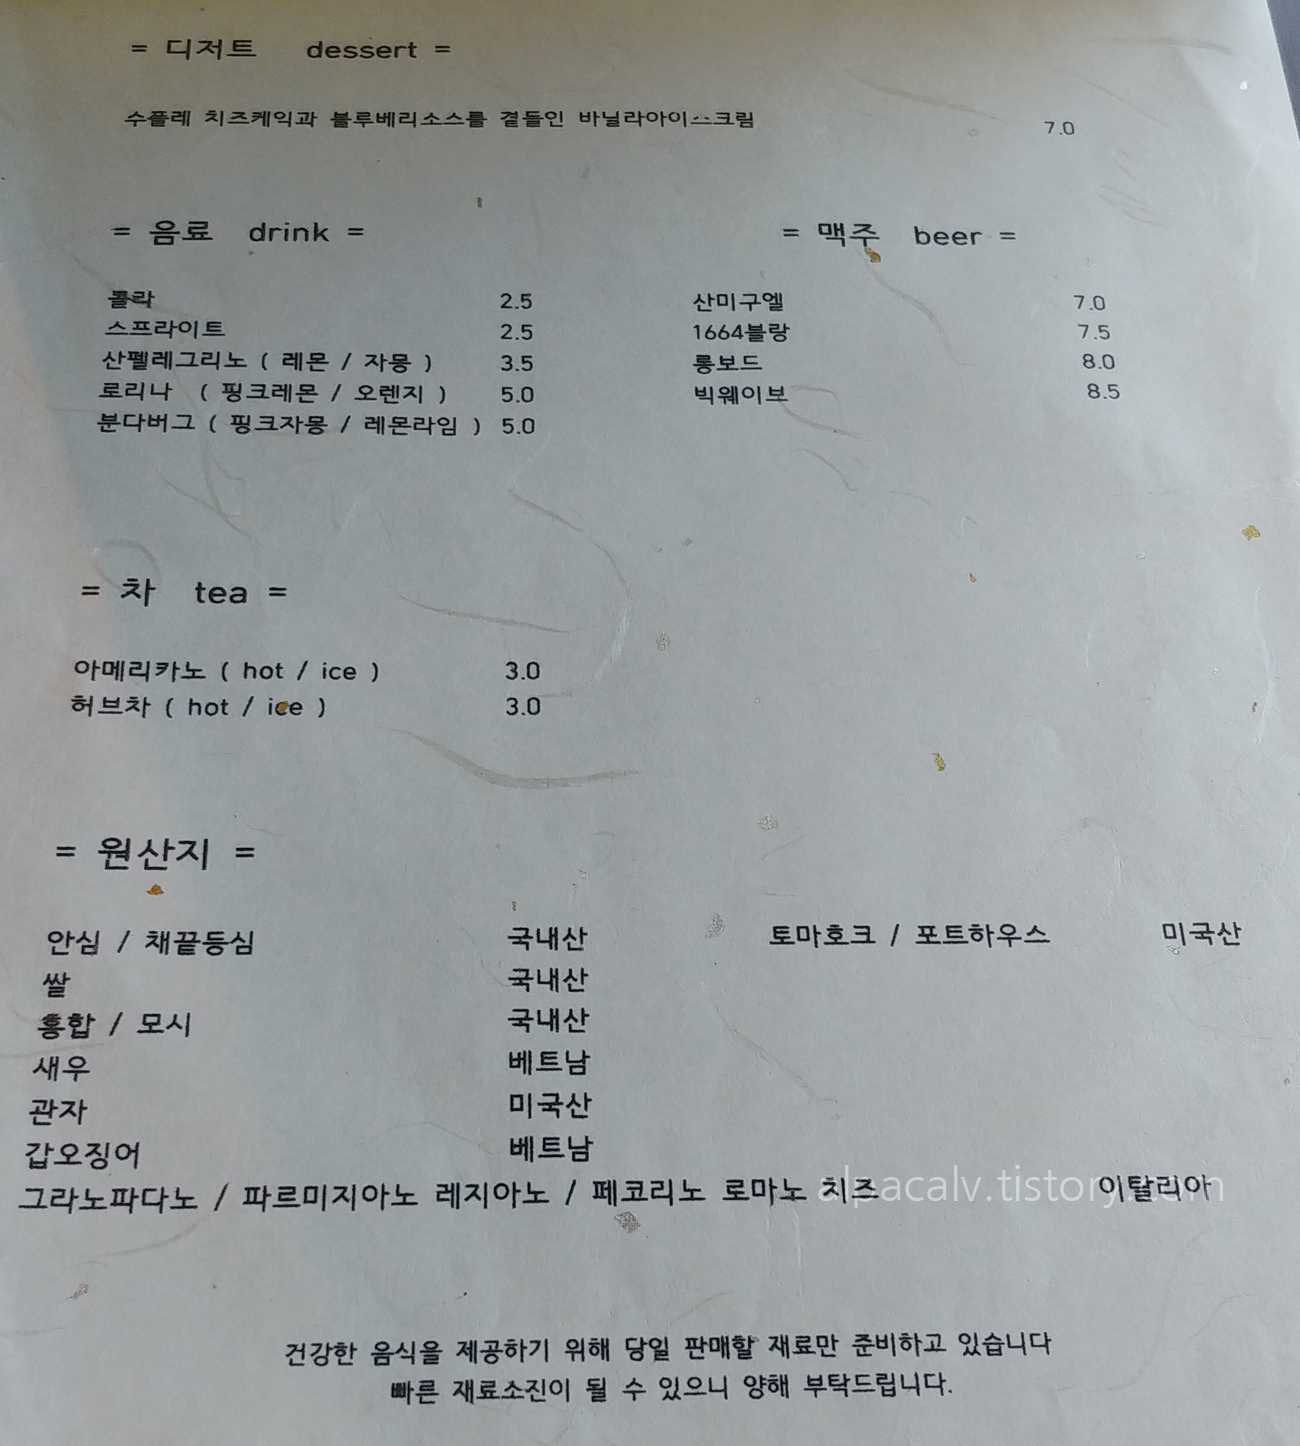 = 디저트 dessert =
수플레 치즈케익과 블루베리소스를 곁들인 바닐라아이스크림 7.0
= 음료 drink =
콜라 2.5
스프라이트 2.5
산펠레그리노 ( 레몬 / 자몽 ) 3.5
로리나 ( 핑크레몬 / 오렌지 ) 5.0
분다버그 ( 핑크자몽 / 레몬라임 ) 5.0
= 맥주 beer =
산미구엘 7.0
1664블랑 7.5
롱보드 8.0
빅웨이브 8.5
= 차 tea =
아메리카노 ( hot / ice ) 3.0
허브차 ( hot / ice ) 3.0
= 원산지 =
안심 / 채끝등심 국내산 토마호크 / 포트하우스 미국산
쌀 국내산
홍합 / 모시 국내산
새우 베트남
관자 미국산
갑오징어 베트남
그라노파다노 / 파르미지아노 레지아노 / 페코리노 로마노 치즈 이탈리아
alpacalv.tistory.com
건강한 음식을 제공하기 위해 당일 판매할 재료만 준비하고 있습니다
빠른 재료소진이 될 수 있으니 양해 부탁드립니다.